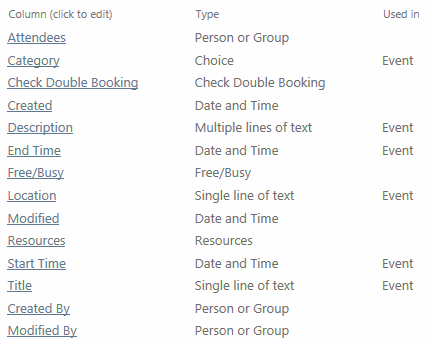 Column (click to edit) Type Used in
Attendees Person or Group
Category Choice Event
Check Double Booking Check Double Booking
Created Date and Time
Description Multiple lines of text Event
End Time Date and Time Event
Free/Busy Free/Busy
Location Single line of text Event
Modified Date and Time
Resources Resources
Start Time Date and Time Event
Title Single line of text Event
Created By Person or Group
Modified By Person or Group